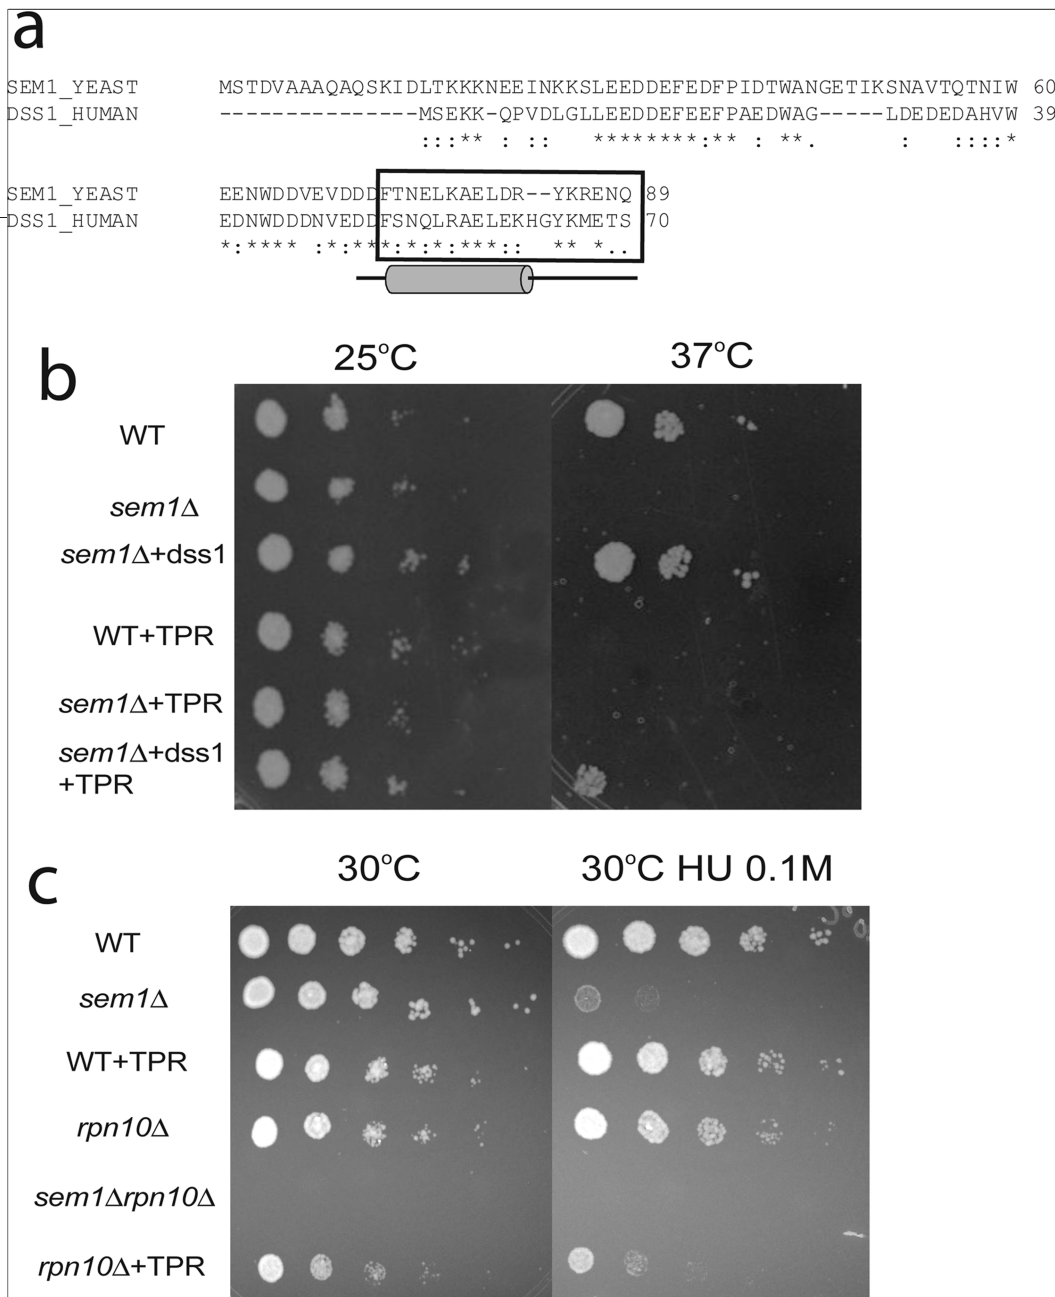 a
SEM1_YEAST MSTDVAAAQAQSKIDLTKKKNEEINKKSLEEDDEFEDFPIDTWANGETIKSNAVTQTNIW 60
DSS1_HUMAN ---------------MSEKK-QPVDLGLLEEDDEFEEFPAEDWAG-----LDEDEDAHVW 39
:::** : :: *******:** : **. : ::::*
SEM1_YEAST EENWDDVEVDDDFTNELKAELDR--YKRENQ 89
DSS1_HUMAN EDNWDDDNVEDDFSNQLRAELEKHGYKMETS 70
*:**** :*:***:*:*:***:: ** *..
b
25°C 37°C
WT
sem1Δ
sem1Δ+dss1
WT+TPR
sem1Δ+TPR
sem1Δ+dss1
+TPR
c
30°C 30°C HU 0.1M
WT
sem1Δ
WT+TPR
rpn10Δ
sem1Δrpn10Δ
rpn10Δ+TPR